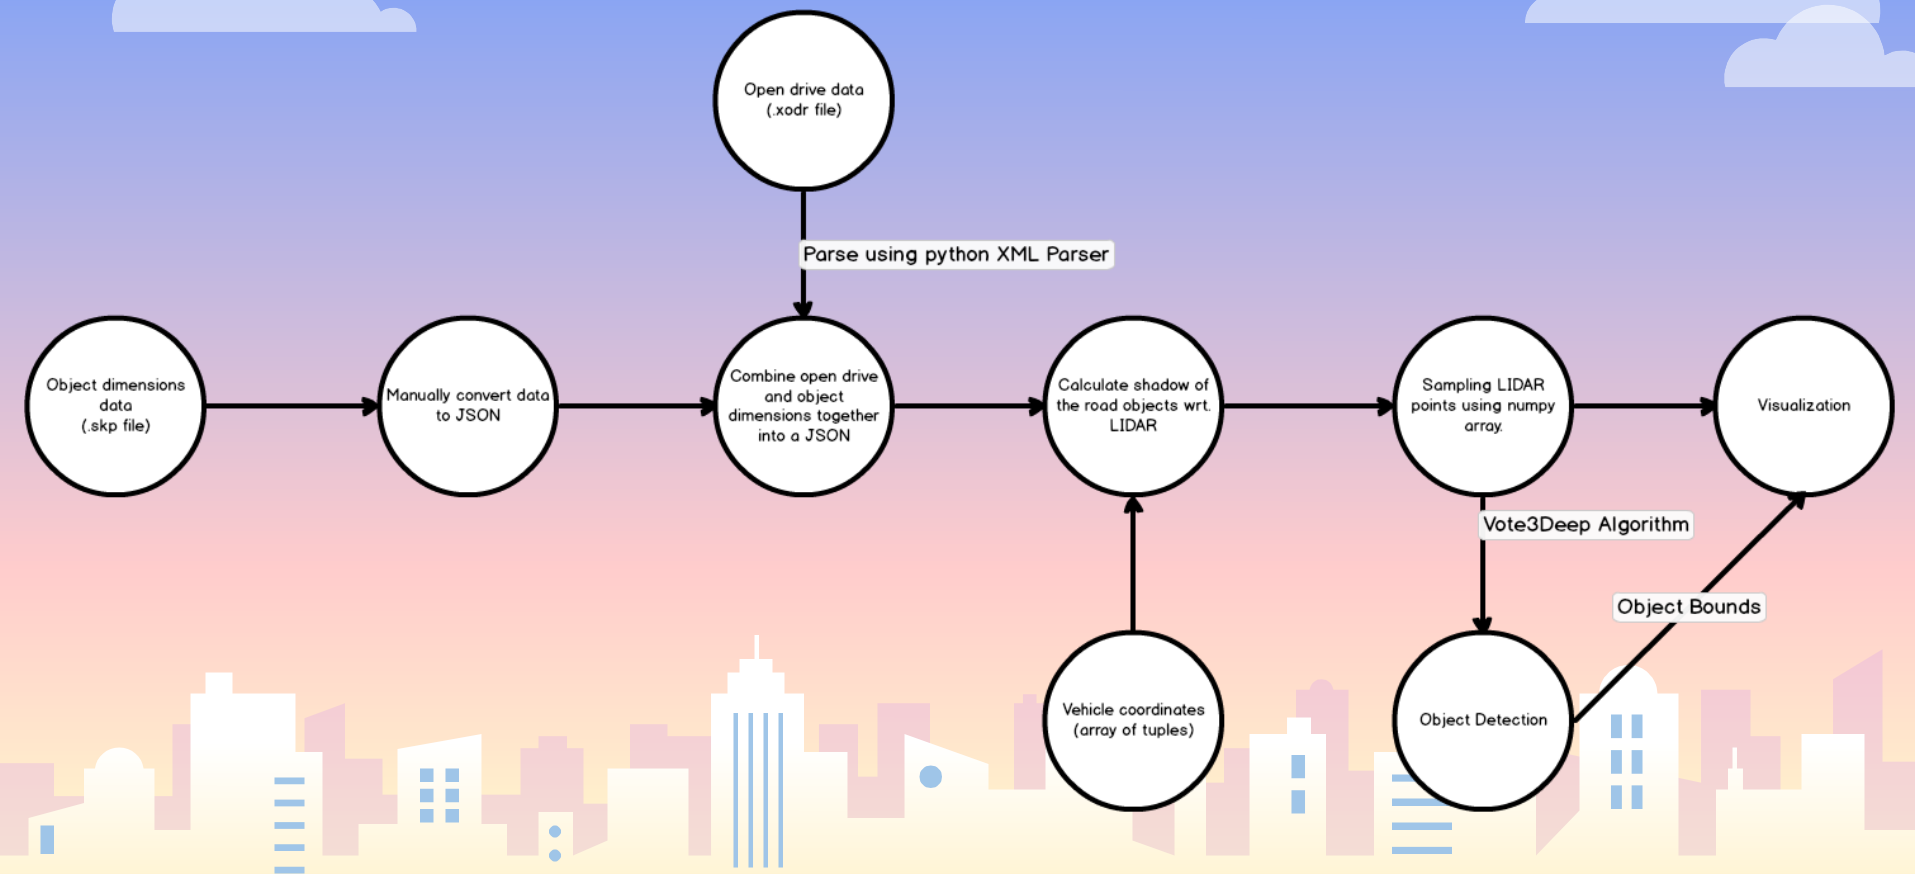 Open drive data
(.xodr file)
Parse using python XML Parser
Object dimensions
data
(.skp file)
Manually convert data
to JSON
Combine open drive
and object
dimensions together
into a JSON
Calculate shadow of
the road objects wrt.
LIDAR
Sampling LIDAR
points using numpy
array.
Visualization
Vote3Deep Algorithm
Object Bounds
Vehicle coordinates
(array of tuples)
Object Detection